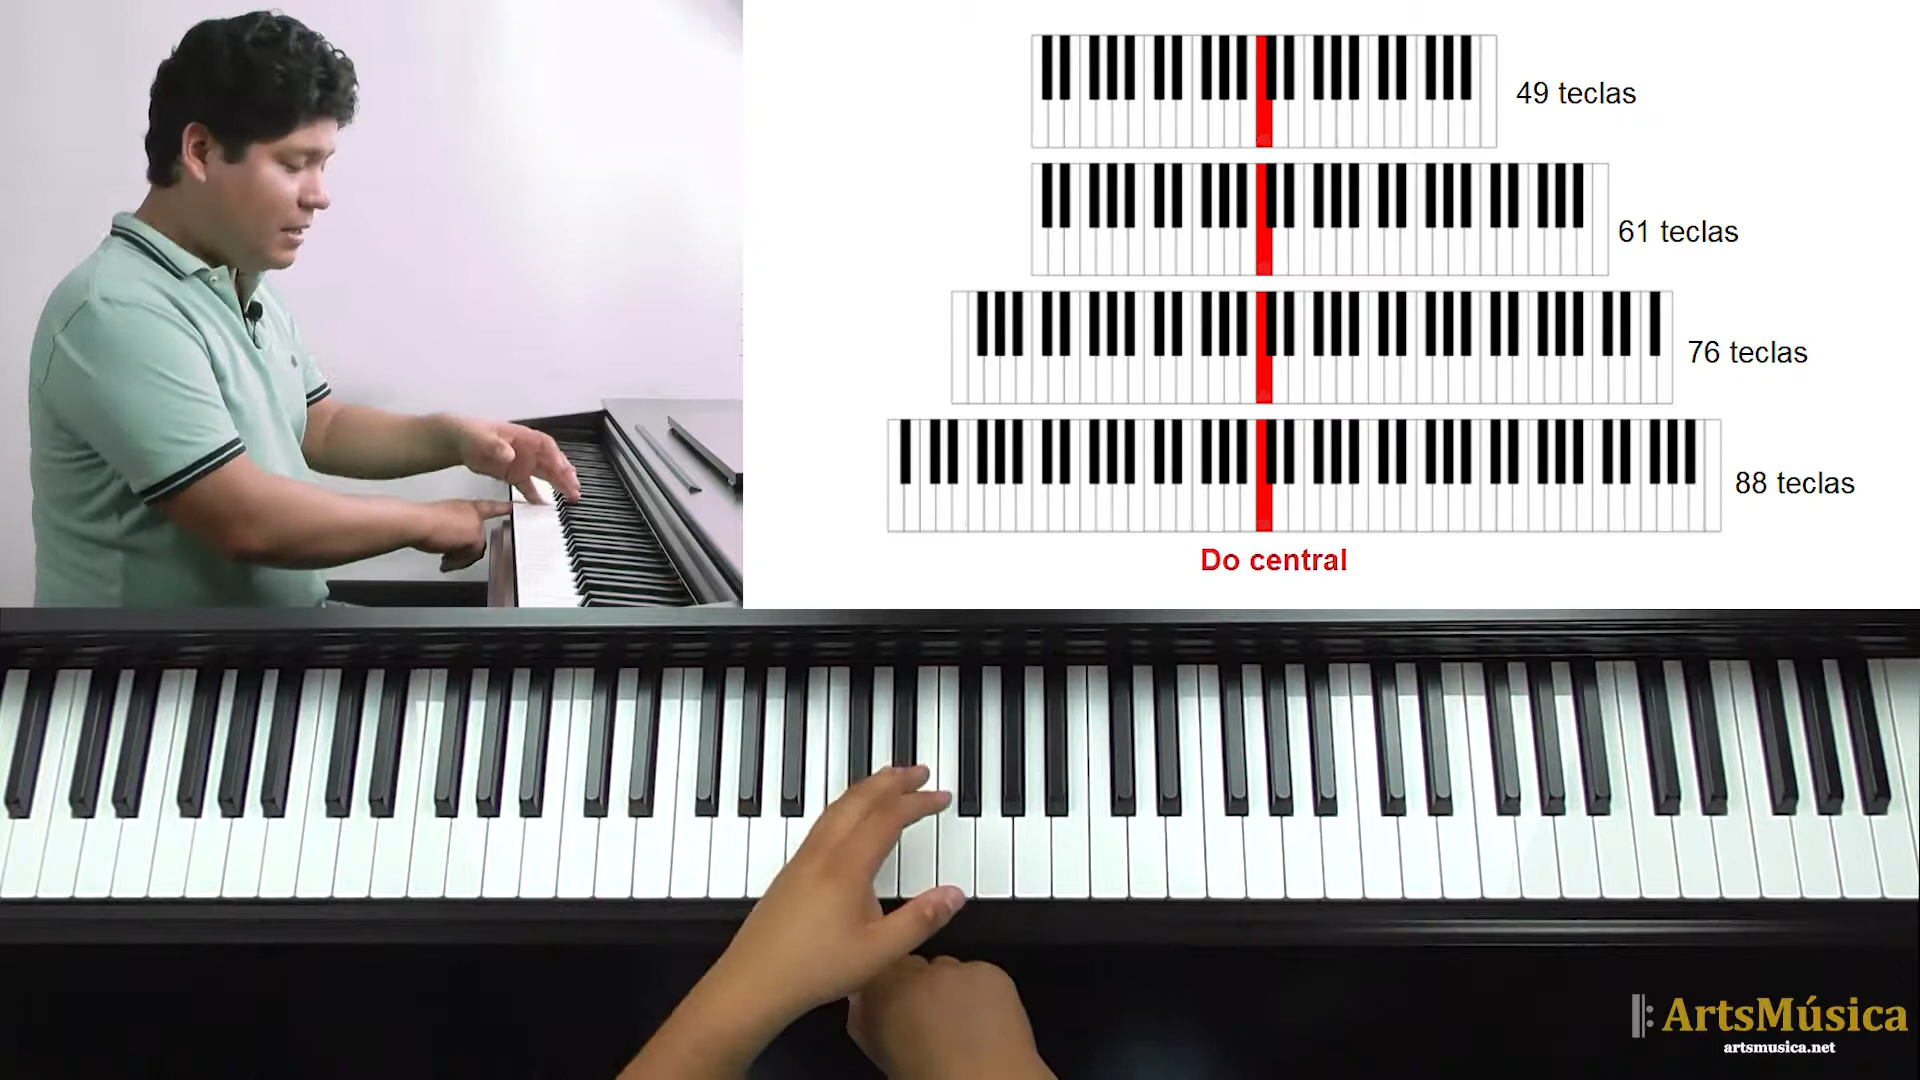 49 teclas
61 teclas
76 teclas
88 teclas
Do central
ArtsMúsica
artsmusica.net